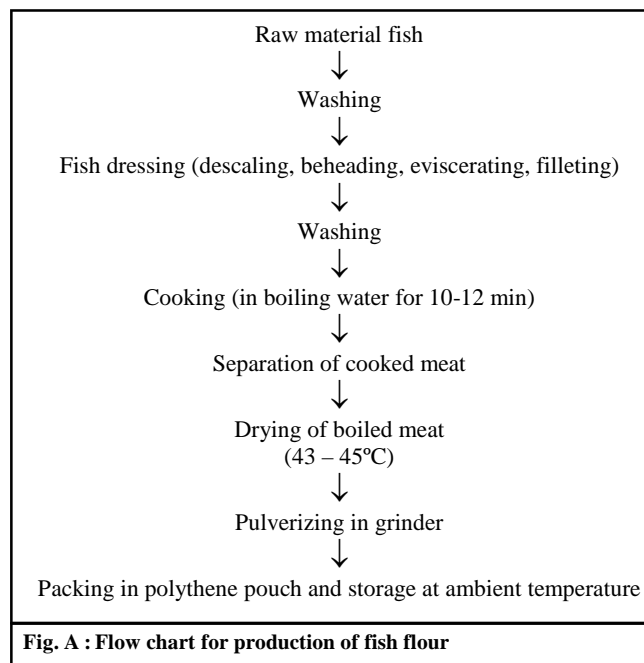 Raw material fish
↓
Washing
↓
Fish dressing (descaling, beheading, eviscerating, filleting)
↓
Washing
↓
Cooking (in boiling water for 10-12 min)
↓
Separation of cooked meat
↓
Drying of boiled meat
(43 – 45ºC)
↓
Pulverizing in grinder
↓
Packing in polythene pouch and storage at ambient temperature
Fig. A : Flow chart for production of fish flour